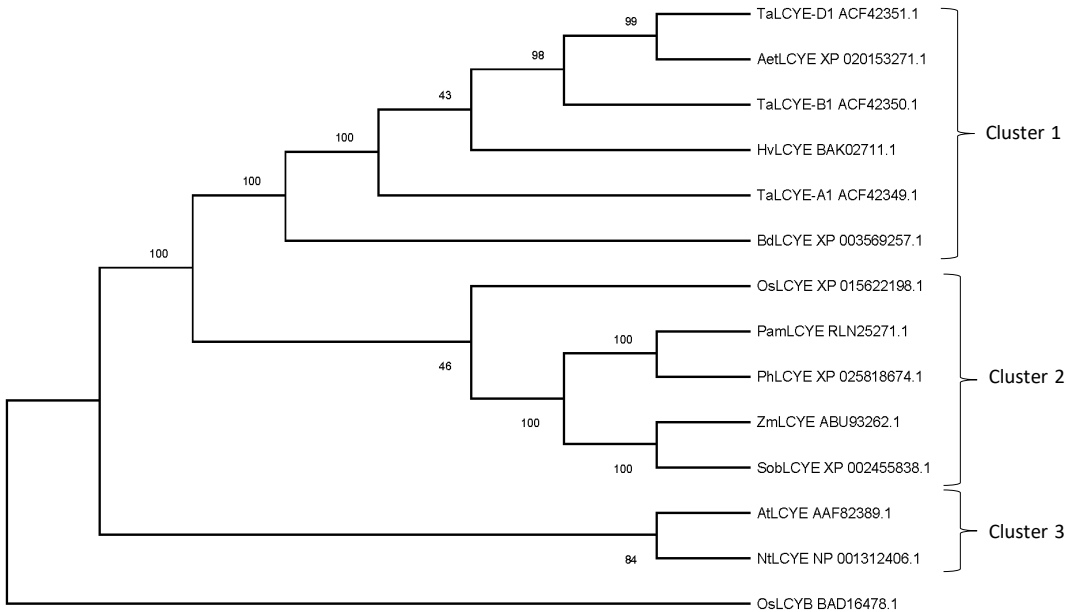 TaLCYE-D1 ACF42351.1
99
AetLCYE XP 020153271.1
98
43
TaLCYE-B1 ACF42350.1
Cluster 1
100
HvLCYE BAK02711.1
100
TaLCYE-A1 ACF42349.1
100
BdLCYE XP 003569257.1
OsLCYE XP 015622198.1
PamLCYE RLN25271.1
100
46
PhLCYE XP 025818674.1
Cluster 2
100
ZmLCYE ABU93262.1
100
SobLCYE XP 002455838.1
AtLCYE AAF82389.1
Cluster 3
84
NtLCYE NP 001312406.1
OsLCYB BAD16478.1